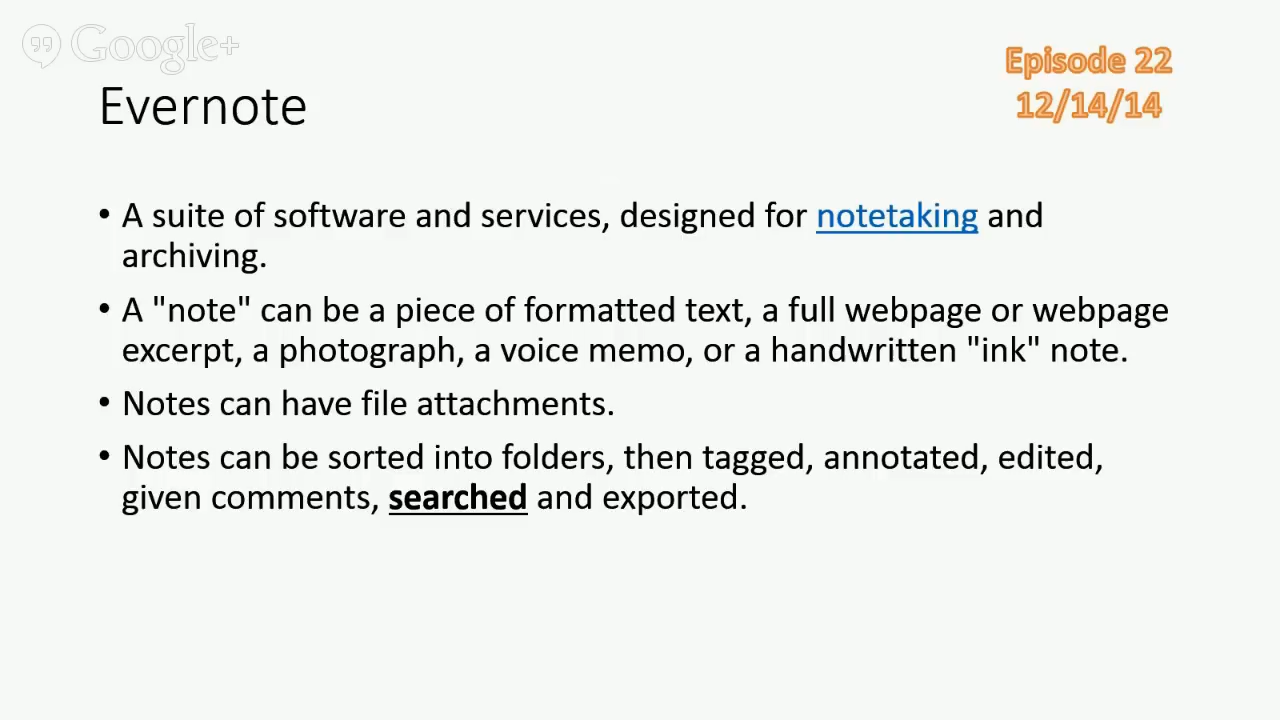 Google+
Episode 22
12/14/14
Evernote
• A suite of software and services, designed for notetaking and
archiving.
• A "note" can be a piece of formatted text, a full webpage or webpage
excerpt, a photograph, a voice memo, or a handwritten "ink" note.
• Notes can have file attachments.
• Notes can be sorted into folders, then tagged, annotated, edited,
given comments, searched and exported.